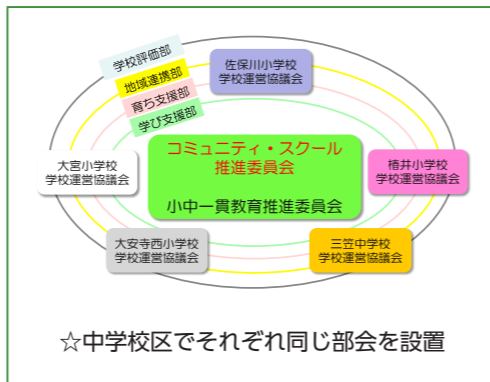 学校評価部
地域連携部
育ち支援部
学び支援部
佐保川小学校
学校運営協議会
大宮小学校
学校運営協議会
コミュニティ・スクール
推進委員会
小中一貫教育推進委員会
椿井小学校
学校運営協議会
大安寺西小学校
学校運営協議会
三笠中学校
学校運営協議会
☆中学校区でそれぞれ同じ部会を設置